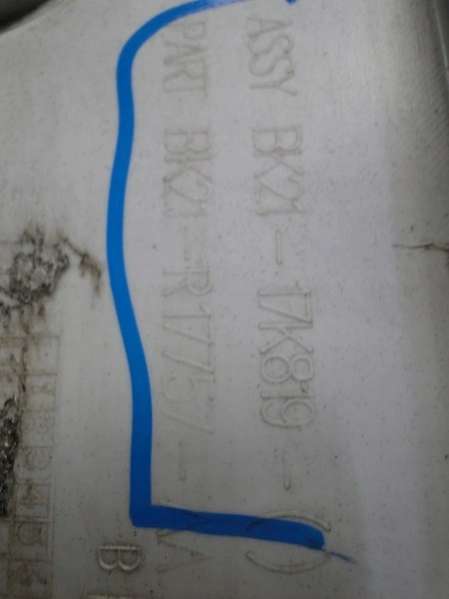 ASSY BK21-17K819-( )
PART BK21-R17757-
B